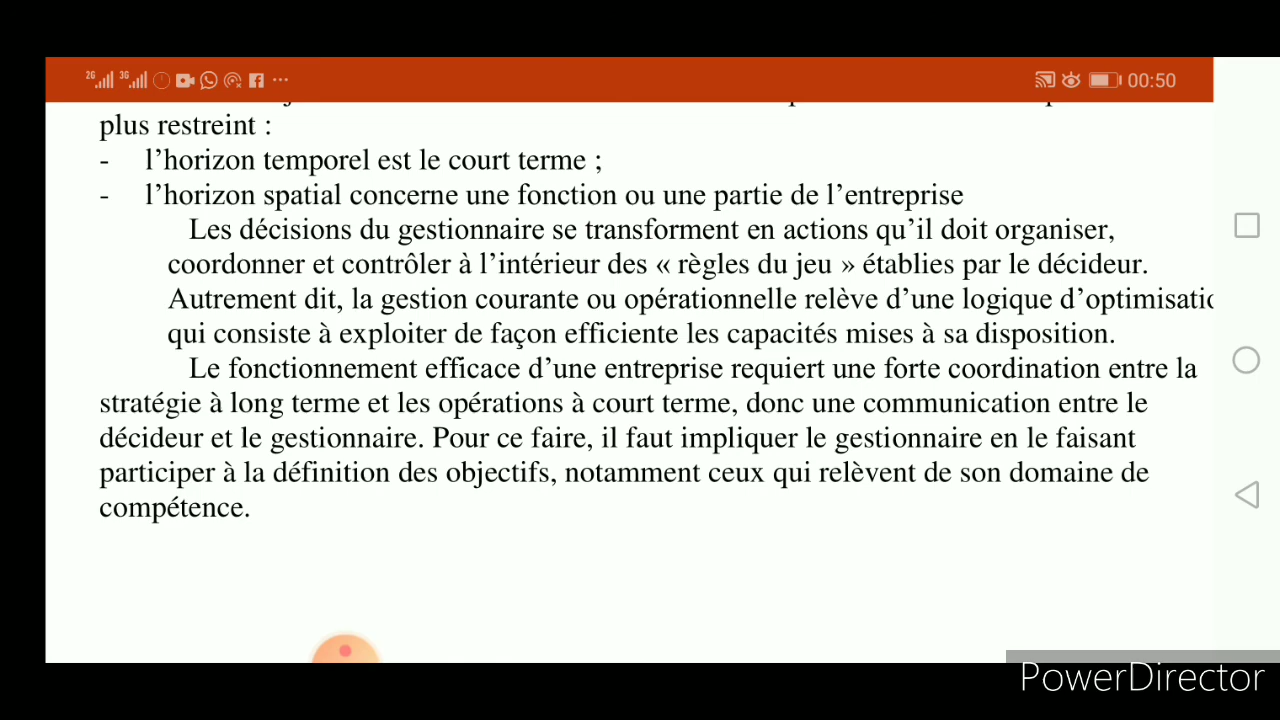 2G 3G 00:50
plus restreint :
- l’horizon temporel est le court terme ;
- l’horizon spatial concerne une fonction ou une partie de l’entreprise
Les décisions du gestionnaire se transforment en actions qu’il doit organiser,
coordonner et contrôler à l’intérieur des « règles du jeu » établies par le décideur.
Autrement dit, la gestion courante ou opérationnelle relève d’une logique d’optimisatio
qui consiste à exploiter de façon efficiente les capacités mises à sa disposition.
Le fonctionnement efficace d’une entreprise requiert une forte coordination entre la
stratégie à long terme et les opérations à court terme, donc une communication entre le
décideur et le gestionnaire. Pour ce faire, il faut impliquer le gestionnaire en le faisant
participer à la définition des objectifs, notamment ceux qui relèvent de son domaine de
compétence.
PowerDirector